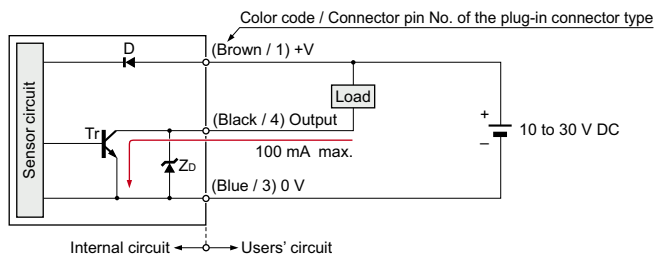 Color code / Connector pin No. of the plug-in connector type
D
(Brown / 1) +V
Load
Sensor circuit
Tr
(Black / 4) Output
+
10 to 30 V DC
–
100 mA max.
ZD
(Blue / 3) 0 V
Internal circuit
Users' circuit